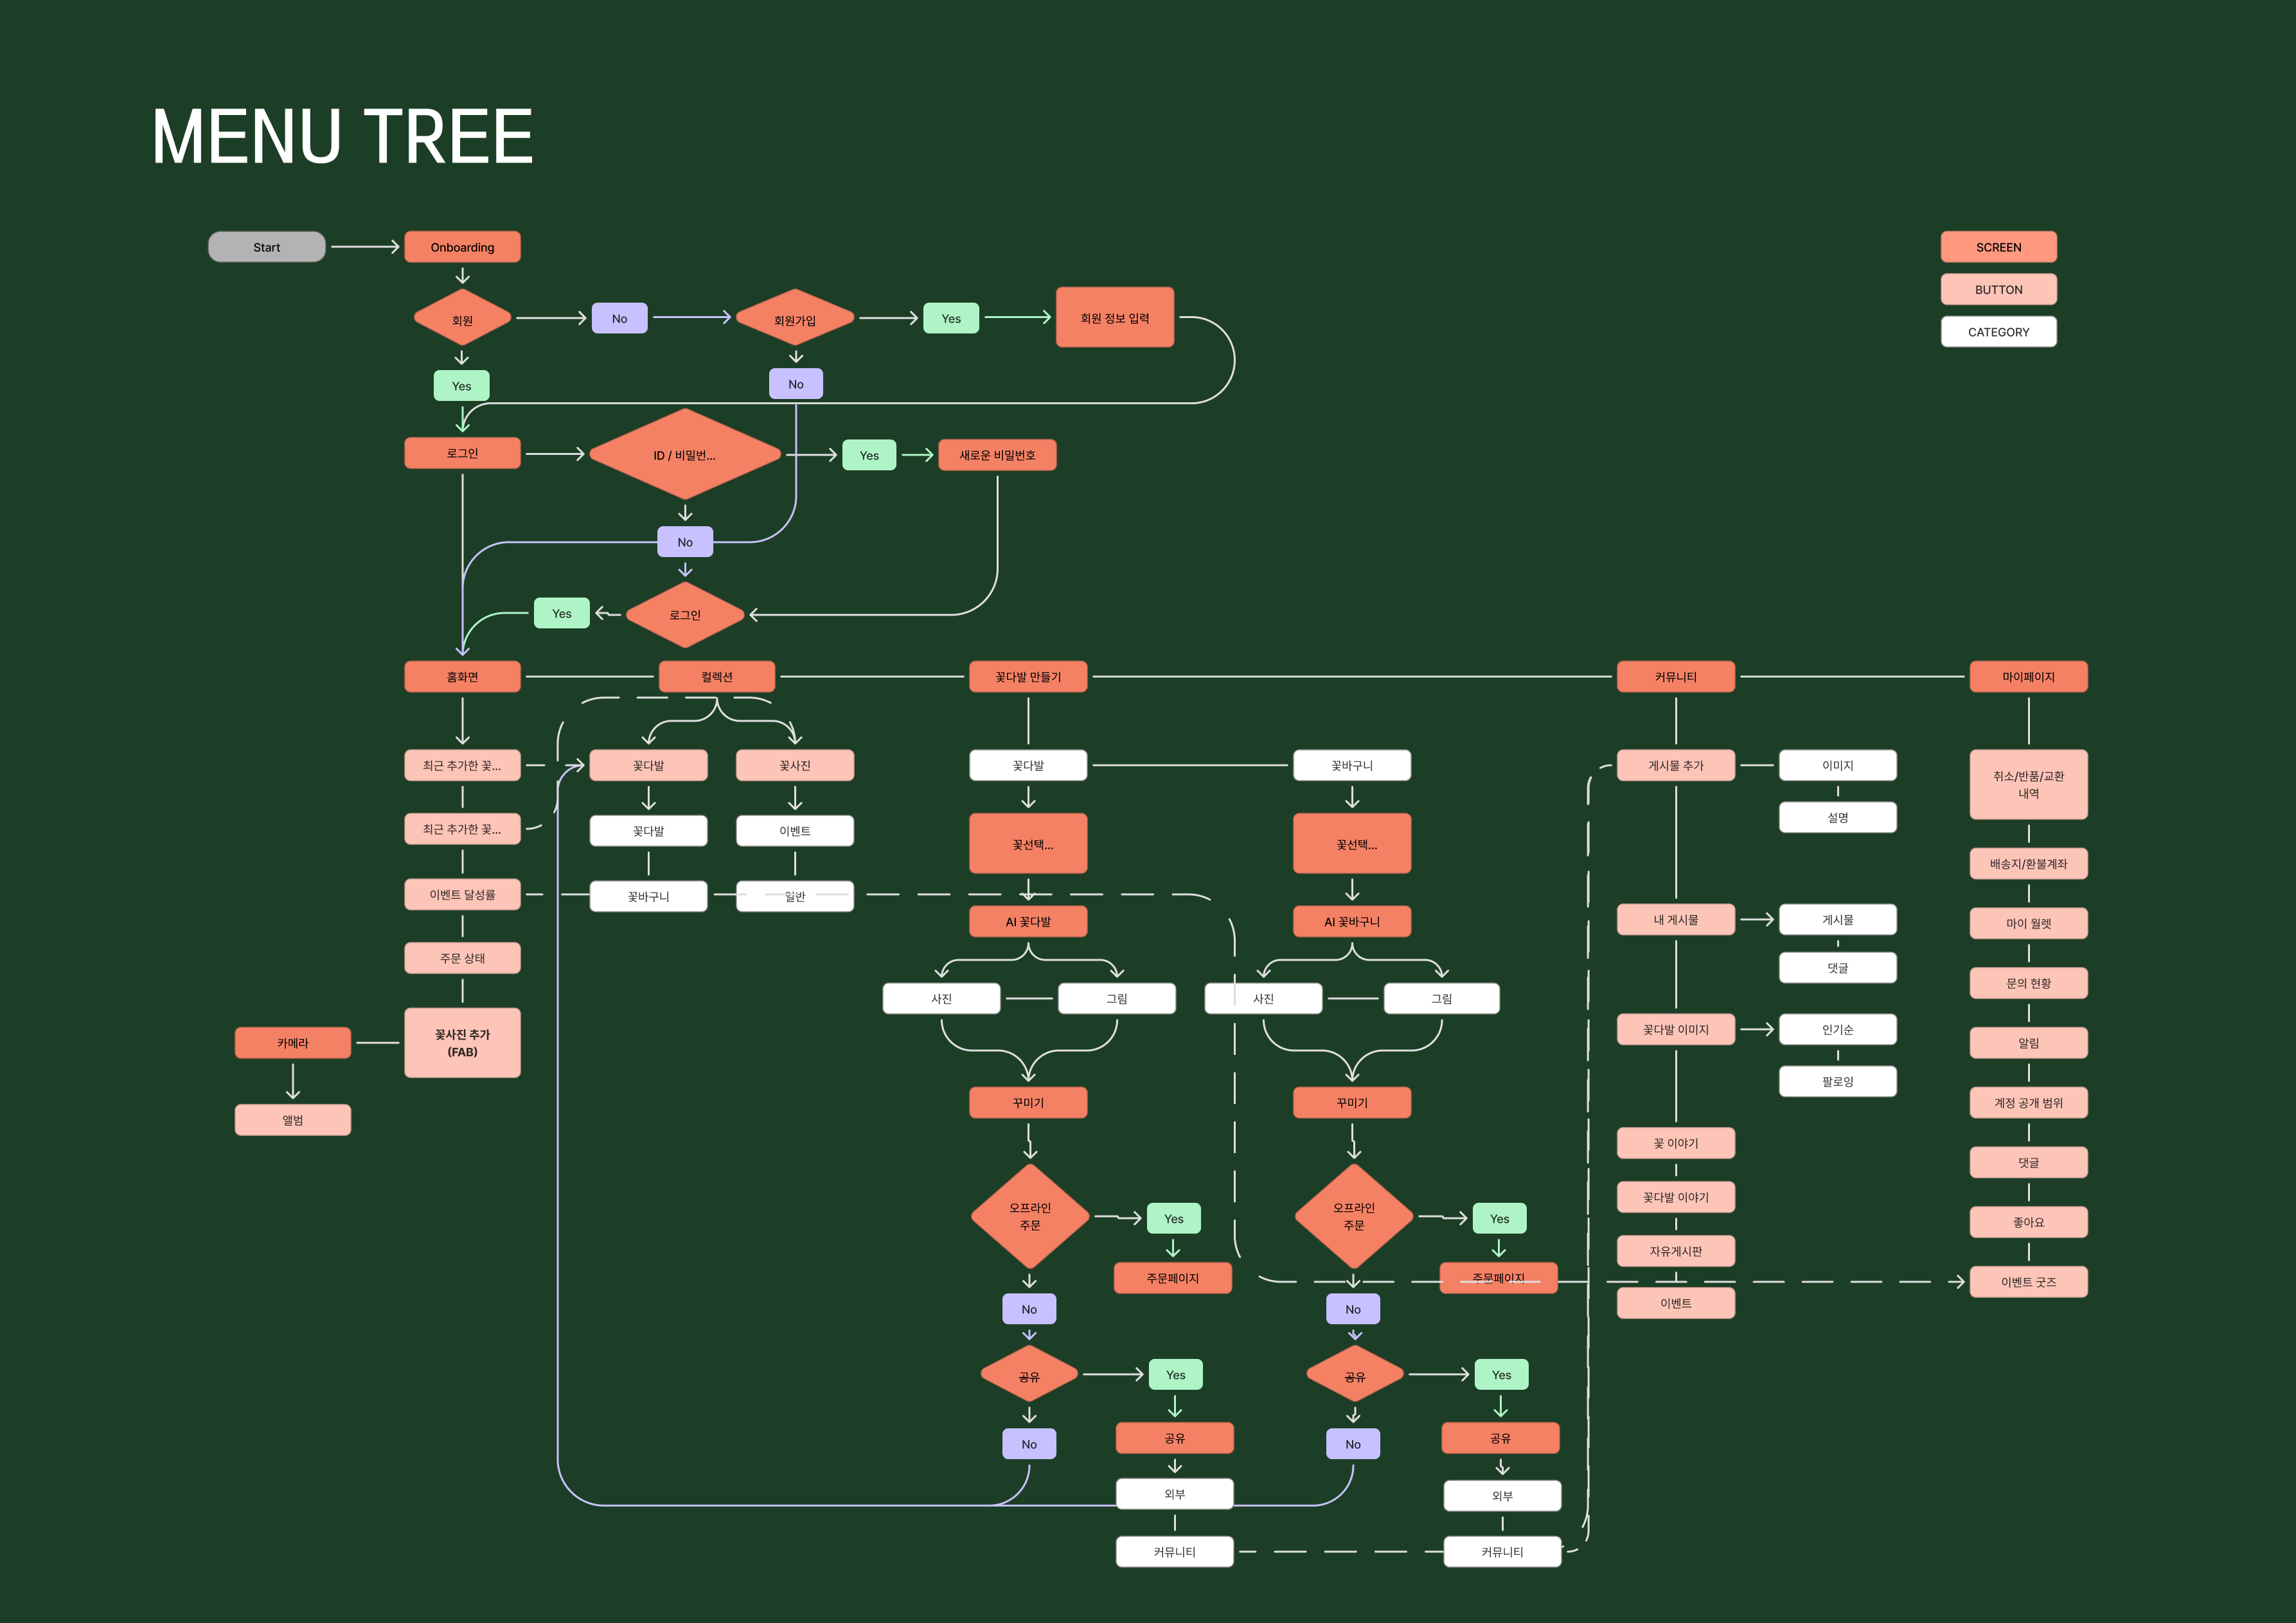 MENU TREE
Start
Onboarding
SCREEN
BUTTON
CATEGORY
회원
No
회원가입
Yes
회원 정보 입력
Yes
No
로그인
ID / 비밀번...
Yes
새로운 비밀번호
No
로그인
Yes
홈화면
컬렉션
꽃다발 만들기
커뮤니티
마이페이지
최근 추가한 꽃...
최근 추가한 꽃...
이벤트 달성률
주문 상태
꽃사진 추가
(FAB)
카메라
앨범
꽃다발
꽃다발
꽃바구니
꽃사진
이벤트
일반
꽃다발
꽃선택...
AI 꽃다발
사진
그림
꾸미기
오프라인
주문
Yes
주문페이지
No
공유
Yes
No
공유
외부
커뮤니티
꽃바구니
꽃선택...
AI 꽃바구니
사진
그림
꾸미기
오프라인
주문
Yes
주문페이지
No
공유
Yes
No
공유
외부
커뮤니티
게시물 추가
이미지
설명
내 게시물
게시물
댓글
꽃다발 이미지
인기순
팔로잉
꽃 이야기
꽃다발 이야기
자유게시판
이벤트
취소/반품/교환
내역
배송지/환불계좌
마이 월렛
문의 현황
알림
계정 공개 범위
댓글
좋아요
이벤트 굿즈